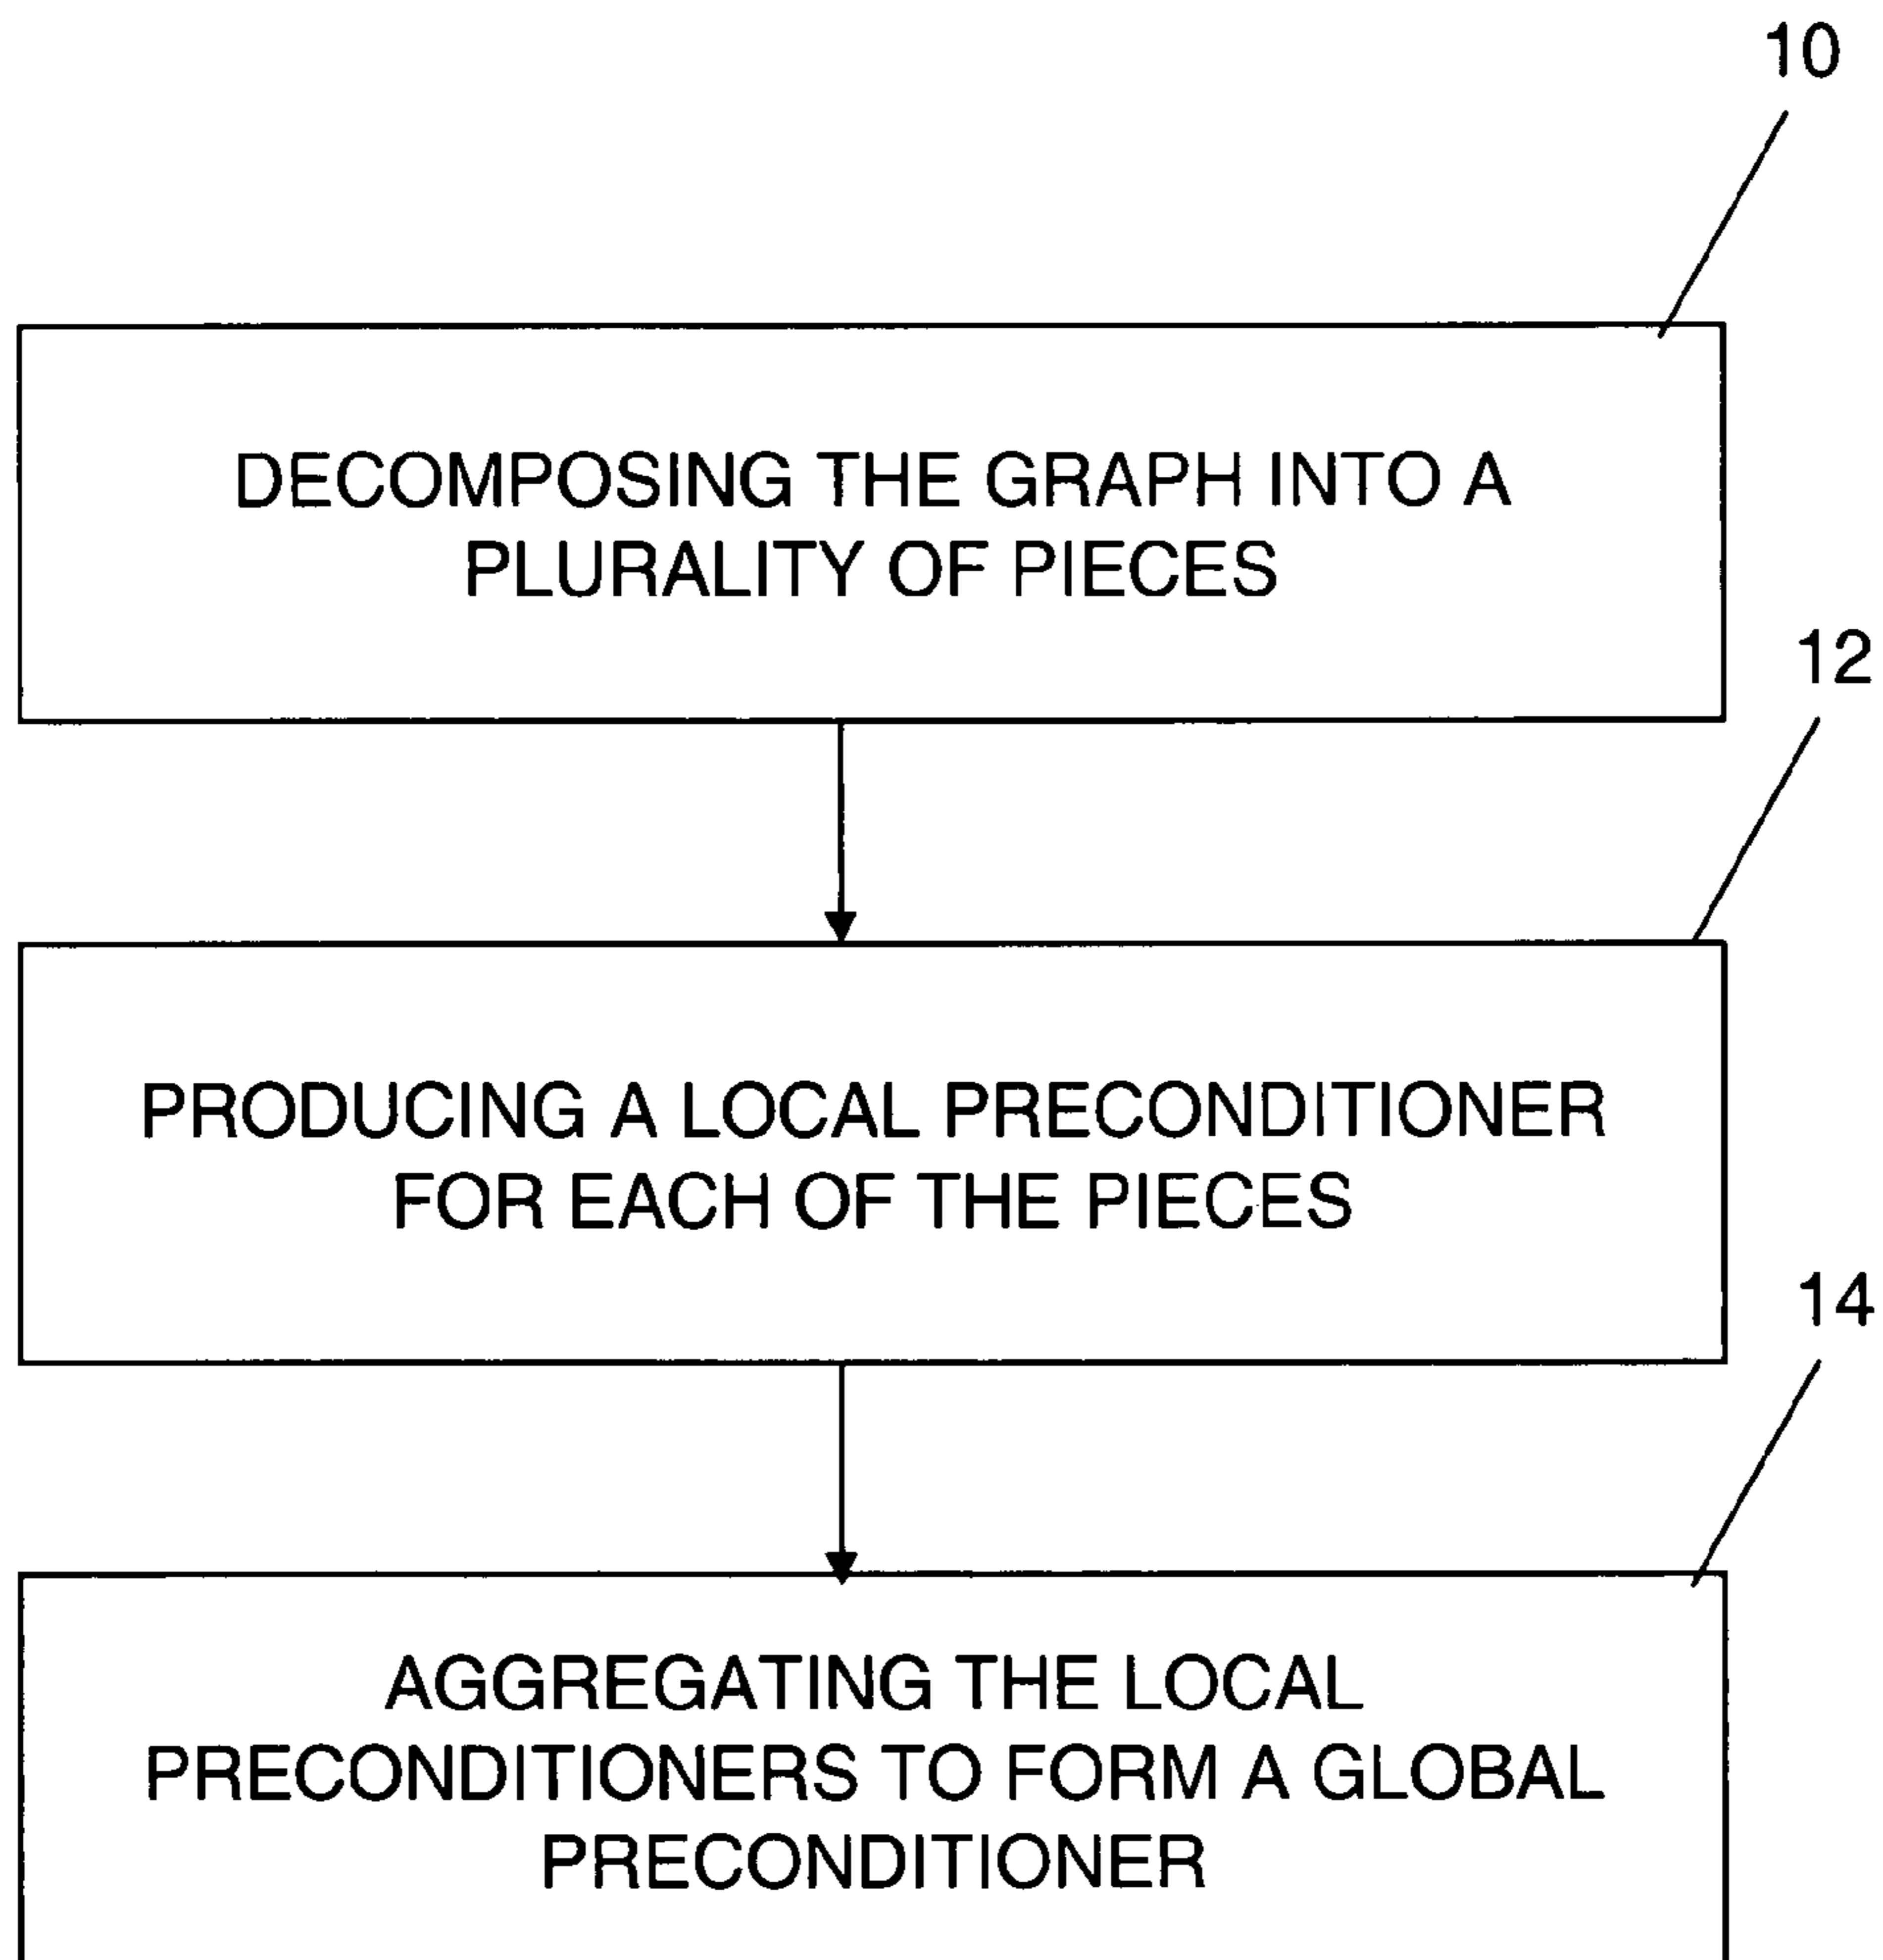 10
DECOMPOSING THE GRAPH INTO A
PLURALITY OF PIECES
12
PRODUCING A LOCAL PRECONDITIONER
FOR EACH OF THE PIECES
14
AGGREGATING THE LOCAL
PRECONDITIONERS TO FORM A GLOBAL
PRECONDITIONER